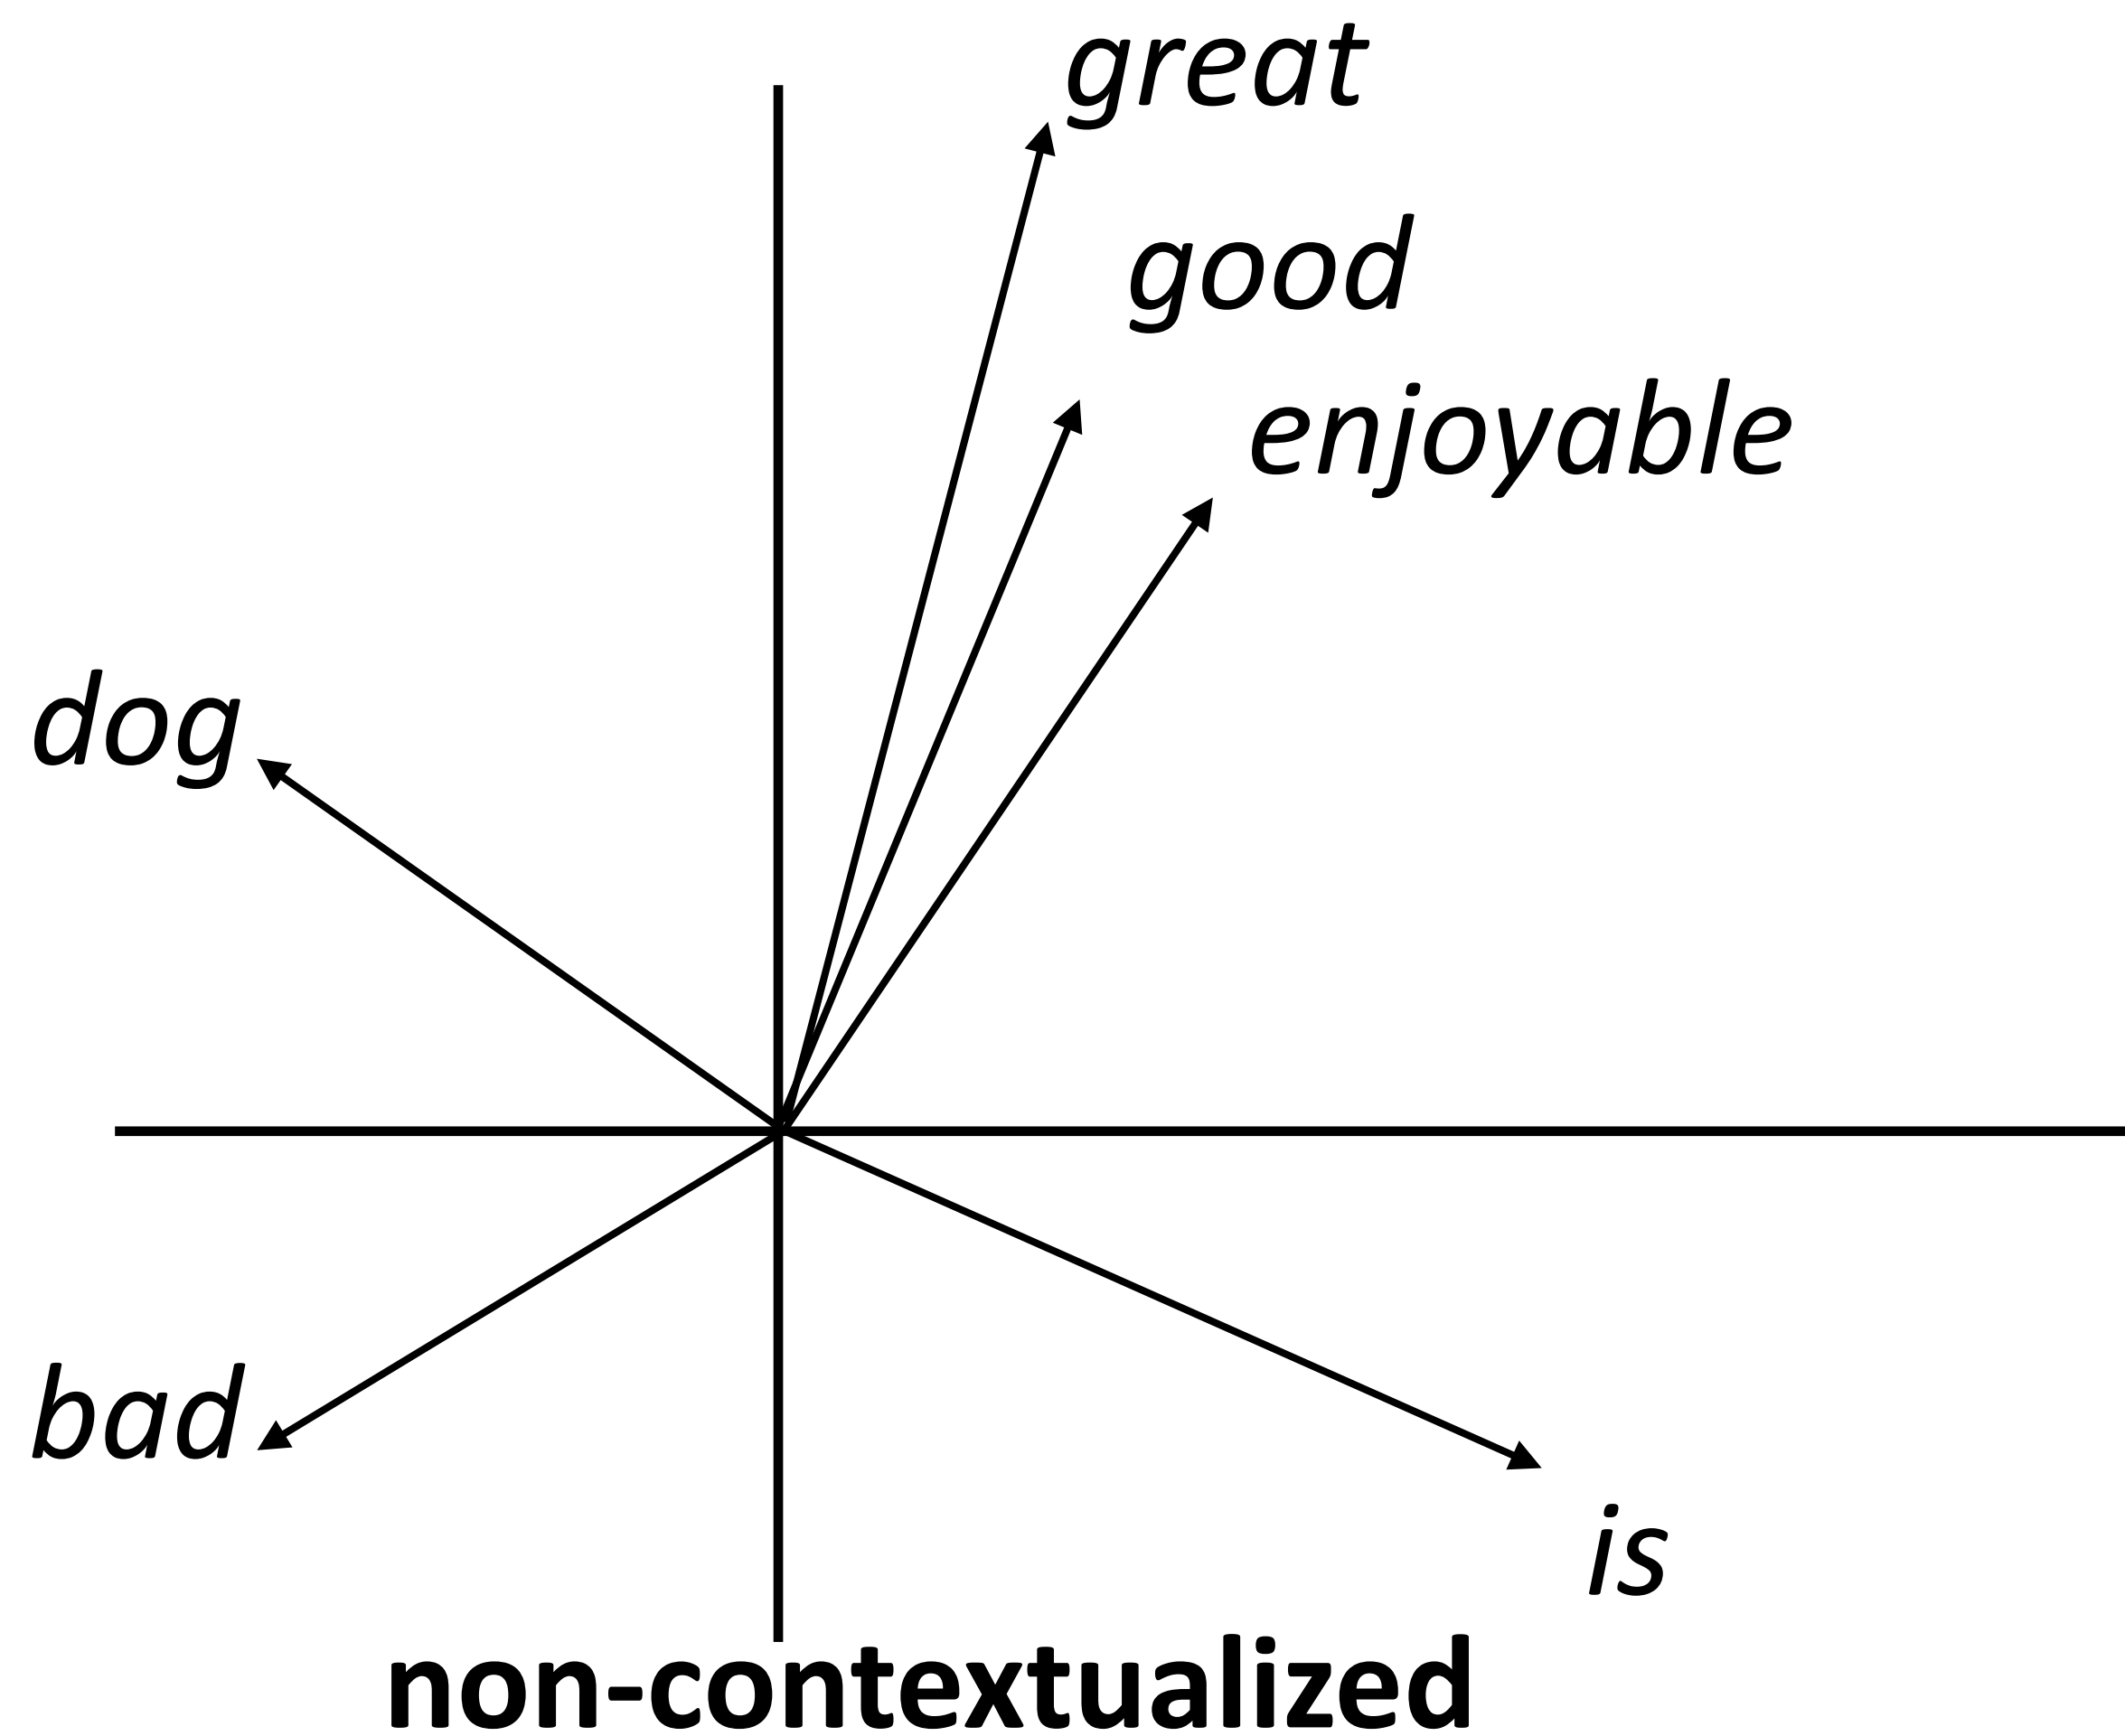 great
good
enjoyable
dog
bad
is
non-contextualized